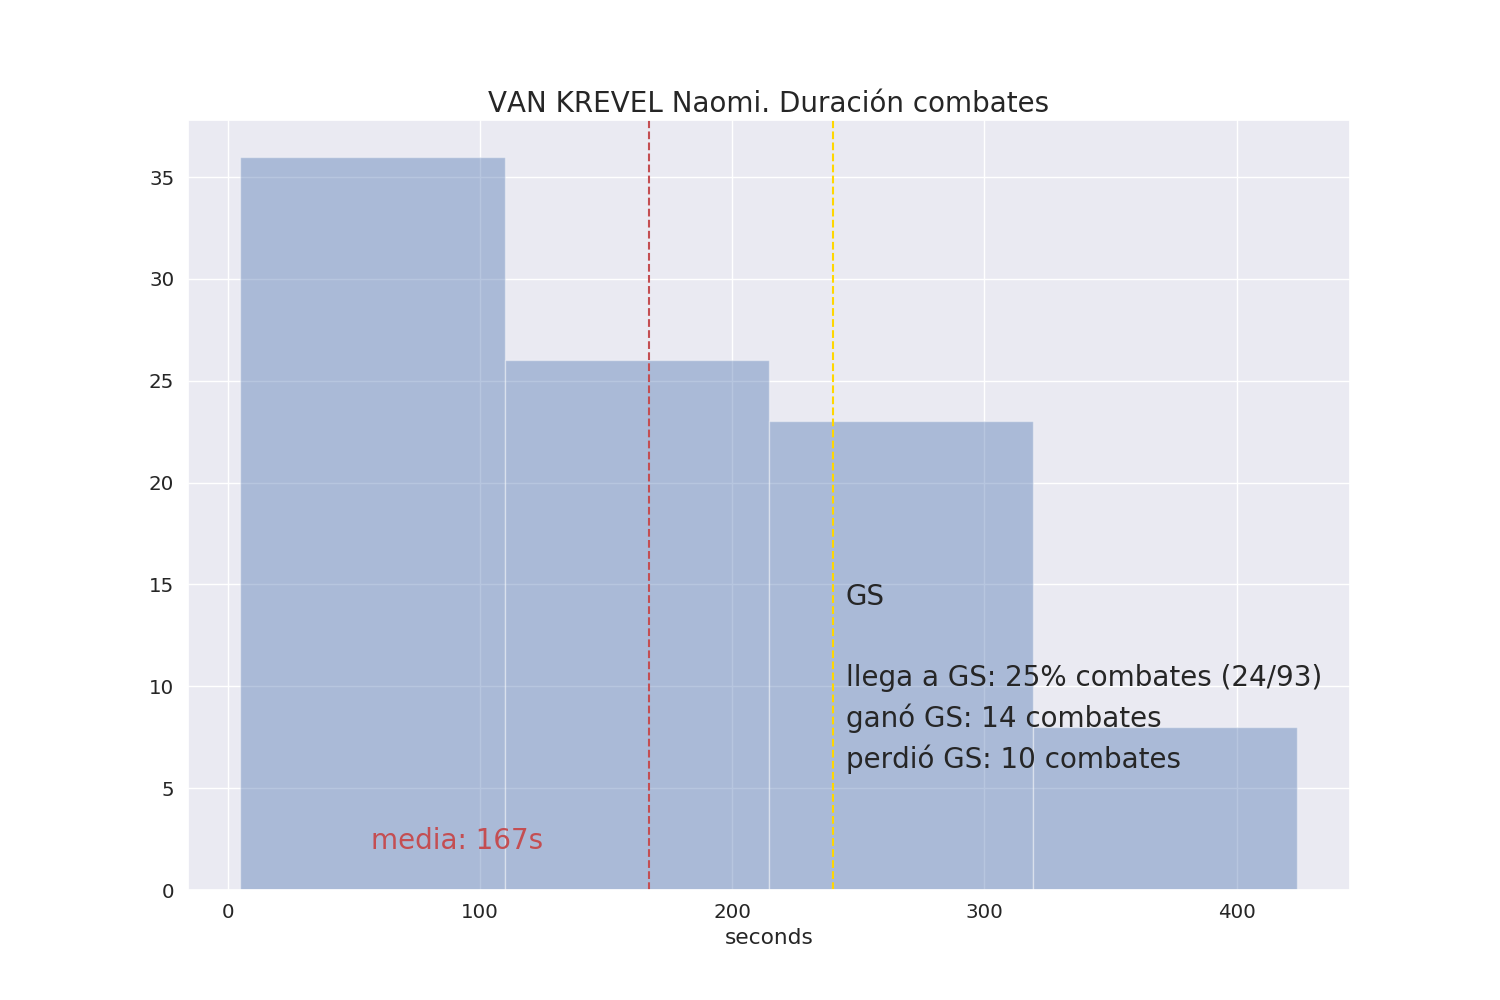 VAN KREVEL Naomi. Duración combates
35
30
25
20
15
10
5
0
GS
llega a GS: 25% combates (24/93)
ganó GS: 14 combates
perdió GS: 10 combates
media: 167s
0 100 200 300 400
seconds